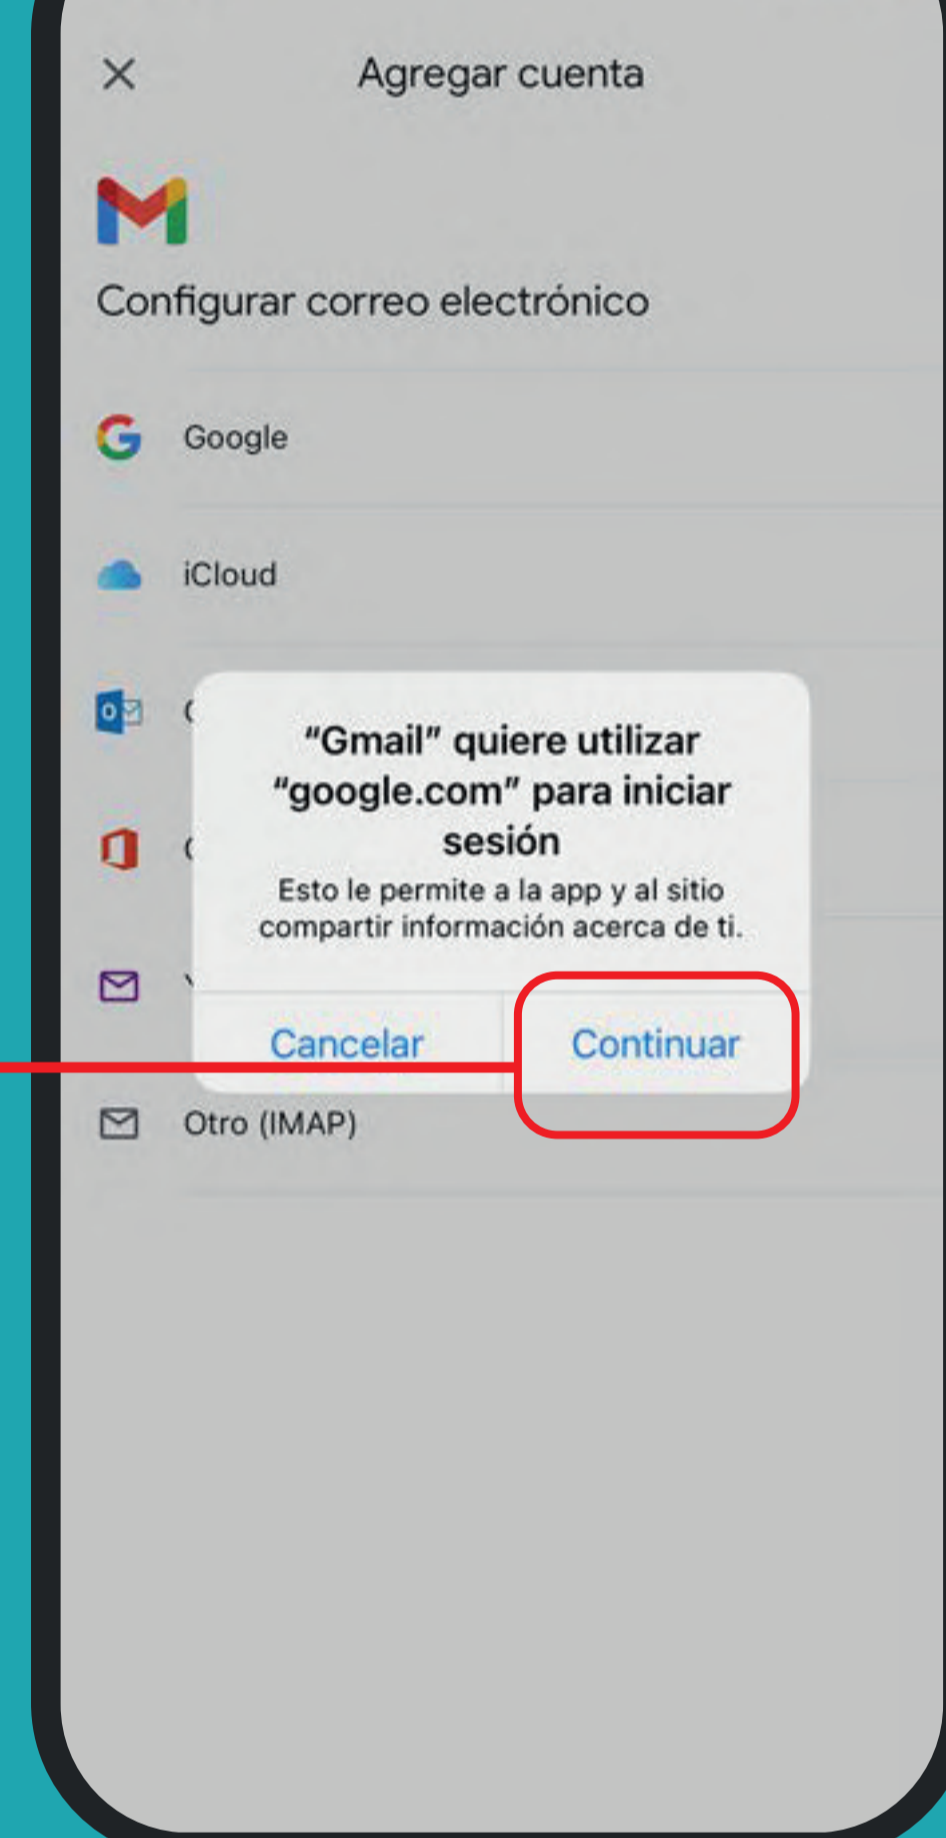 Agregar cuenta
Configurar correo electrónico
Google
iCloud
“Gmail” quiere utilizar
“google.com” para iniciar
sesión
Esto le permite a la app y al sitio
compartir información acerca de ti.
Cancelar
Continuar
Otro (IMAP)